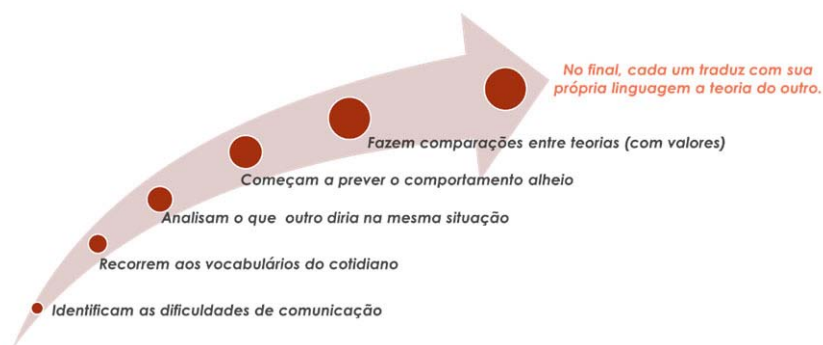 No final, cada um traduz com sua
própria linguagem a teoria do outro.
Fazem comparações entre teorias (com valores)
Começam a prever o comportamento alheio
Analisam o que outro diria na mesma situação
Recorrem aos vocabulários do cotidiano
Identificam as dificuldades de comunicação